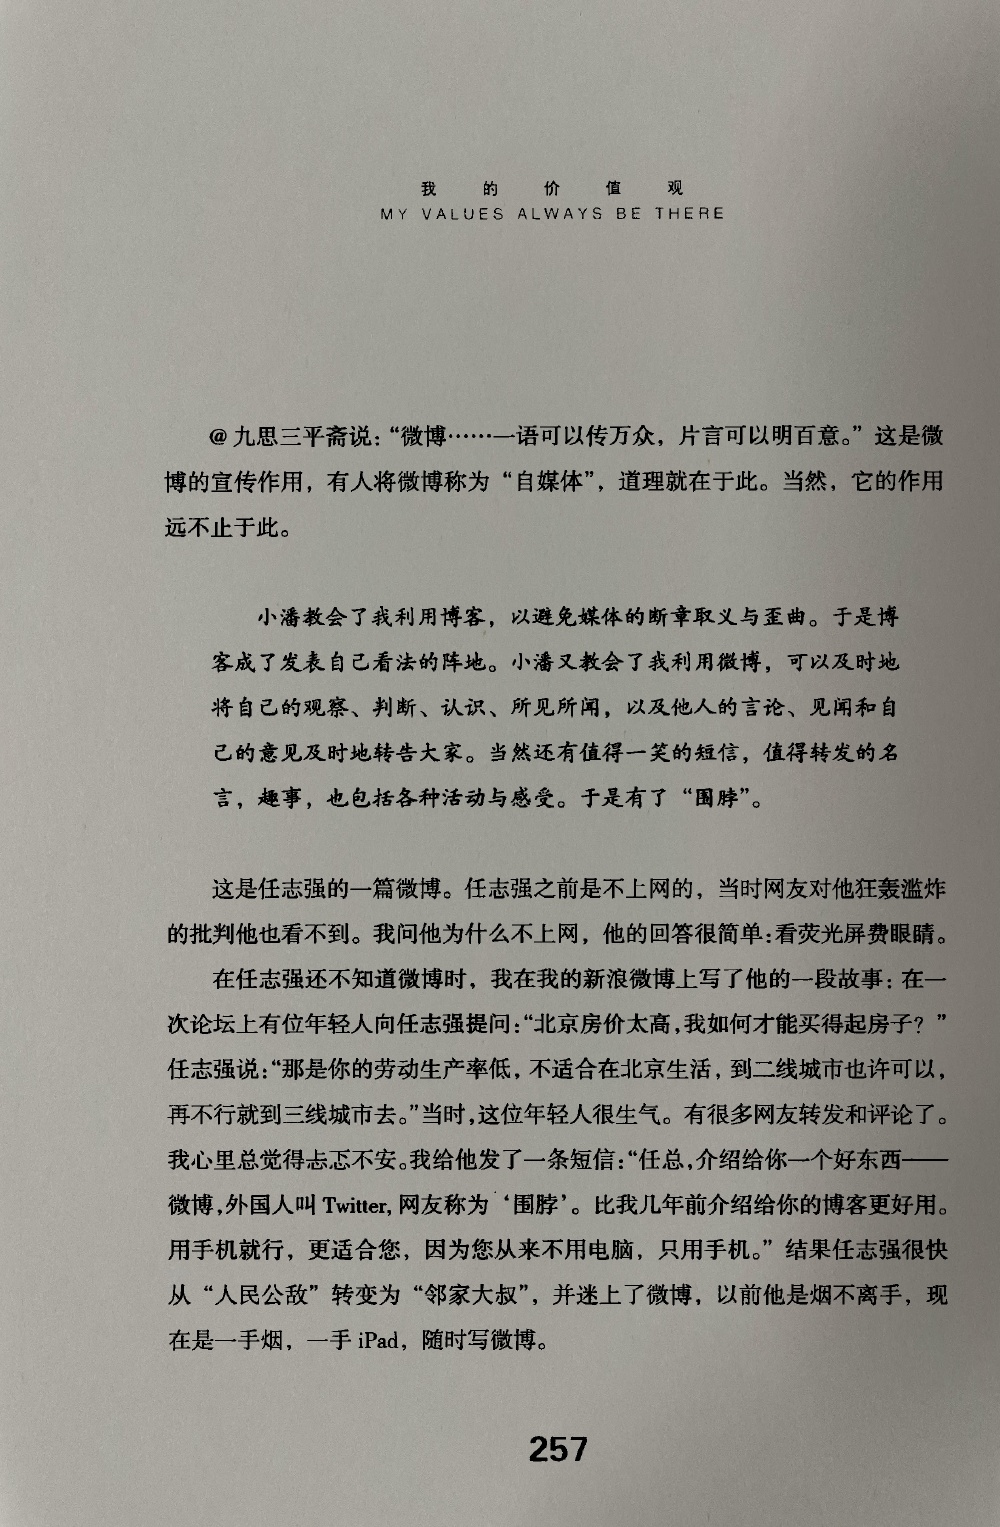 我的价值观
MY VALUES ALWAYS BE THERE
@九思三平斋说：“微博……一语可以传万众，片言可以明百意。”这是微
博的宣传作用，有人将微博称为“自媒体”，道理就在于此。当然，它的作用
远不止于此。
小潘教会了我利用博客，以避免媒体的断章取义与歪曲。于是博
客成了发表自己看法的阵地。小潘又教会了我利用微博，可以及时地
将自己的观察、判断、认识、所见所闻，以及他人的言论、见闻和自
己的意见及时地转告大家。当然还有值得一笑的短信，值得转发的名
言，趣事，也包括各种活动与感受。于是有了“围脖”。
这是任志强的一篇微博。任志强之前是不上网的，当时网友对他狂轰滥炸
的批判他也看不到。我问他为什么不上网，他的回答很简单：看荧光屏费眼睛。
在任志强还不知道微博时，我在我的新浪微博上写了他的一段故事：在一
次论坛上有位年轻人向任志强提问：“北京房价太高，我如何才能买得起房子？”
任志强说：“那是你的劳动生产率低，不适合在北京生活，到二线城市也许可以，
再不行就到三线城市去。”当时，这位年轻人很生气。有很多网友转发和评论了。
我心里总觉得忐忑不安。我给他发了一条短信：“任总，介绍给你一个好东西——
微博，外国人叫 Twitter，网友称为‘围脖’。比我几年前介绍给你的博客更好用。
用手机就行，更适合您，因为您从来不用电脑，只用手机。”结果任志强很快
从“人民公敌”转变为“邻家大叔”，并迷上了微博，以前他是烟不离手，现
在是一手烟，一手 iPad，随时写微博。
257